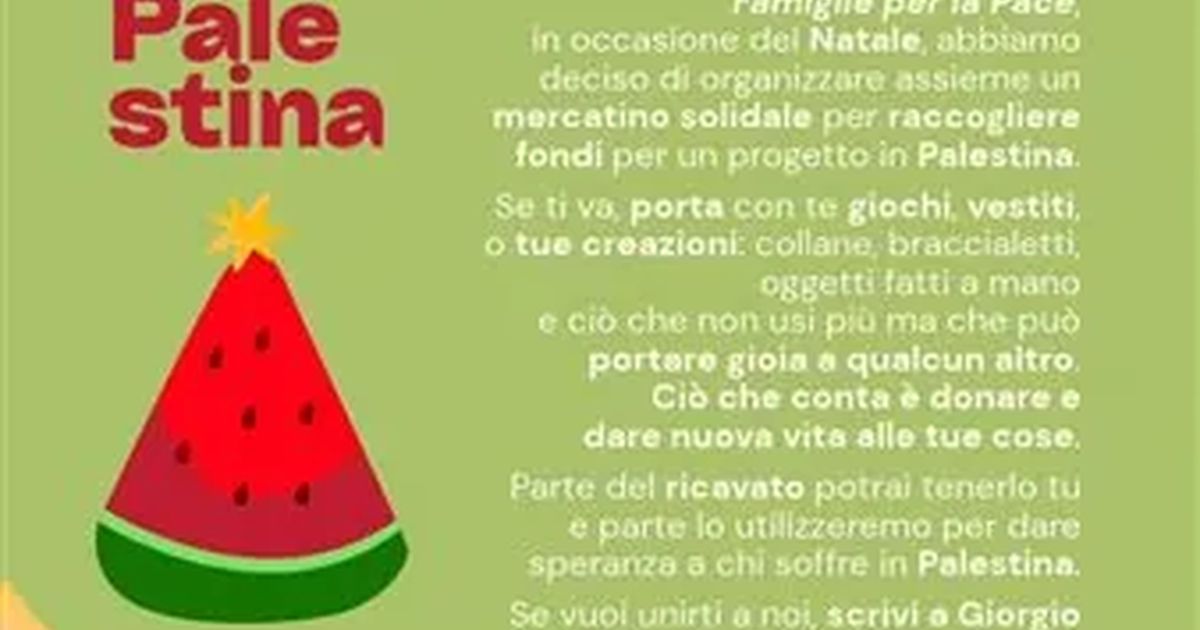 Pale
stina
Famiglie per la Pace,
in occasione del Natale, abbiamo
deciso di organizzare assieme un
mercatino solidale per raccogliere
fondi per un progetto in Palestina.
Se ti va, porta con te giochi, vestiti,
o tue creazioni: collane, braccialetti,
oggetti fatti a mano
e ciò che non usi più ma che può
portare gioia a qualcun altro.
Ciò che conta è donare e
dare nuova vita alle tue cose.
Parte del ricavato potrai tenerlo tu
e parte lo utilizzeremo per dare
speranza a chi soffre in Palestina.
Se vuoi unirti a noi, scrivi a Giorgio